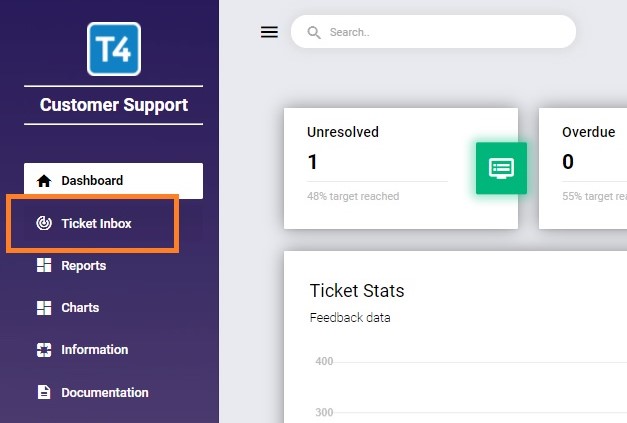 T4
Customer Support
Dashboard
Ticket Inbox
Reports
Charts
Information
Documentation
Search..
Unresolved
1
48% target reached
Overdue
0
55% target rea
Ticket Stats
Feedback data
400
300